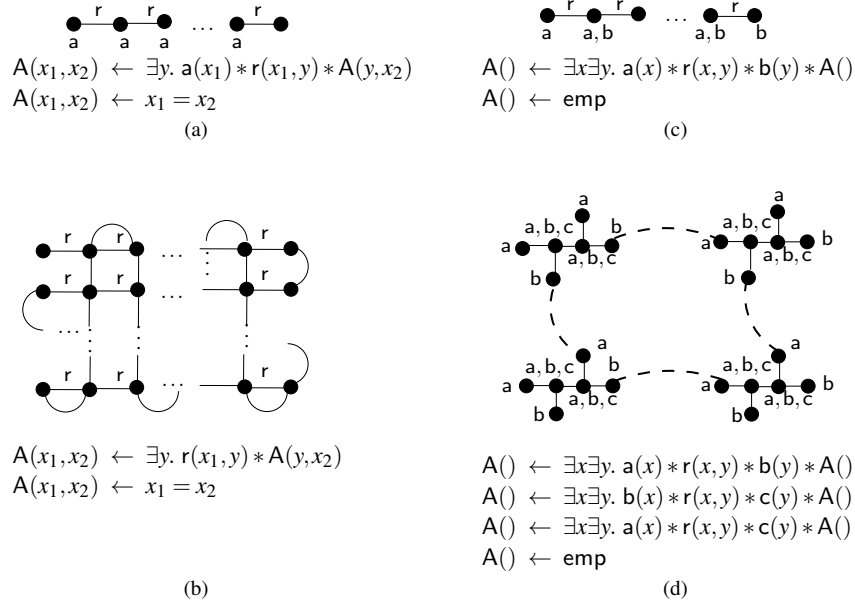 r r r
a a a … a
A(x₁,x₂) ← ∃y. a(x₁) ∗ r(x₁,y) ∗ A(y,x₂)
A(x₁,x₂) ← x₁ = x₂
(a)
r r r
a a,b … a,b b
A() ← ∃x∃y. a(x) ∗ r(x,y) ∗ b(y) ∗ A()
A() ← emp
(c)
r r … r
r r … r
…
r r … r
A(x₁,x₂) ← ∃y. r(x₁,y) ∗ A(y,x₂)
A(x₁,x₂) ← x₁ = x₂
(b)
a a
a,b,c b a,b,c
a a,b,c a a,b,c b
b b
a a
a,b,c b a,b,c
a a,b,c a a,b,c b
b b
A() ← ∃x∃y. a(x) ∗ r(x,y) ∗ b(y) ∗ A()
A() ← ∃x∃y. b(x) ∗ r(x,y) ∗ c(y) ∗ A()
A() ← ∃x∃y. a(x) ∗ r(x,y) ∗ c(y) ∗ A()
A() ← emp
(d)